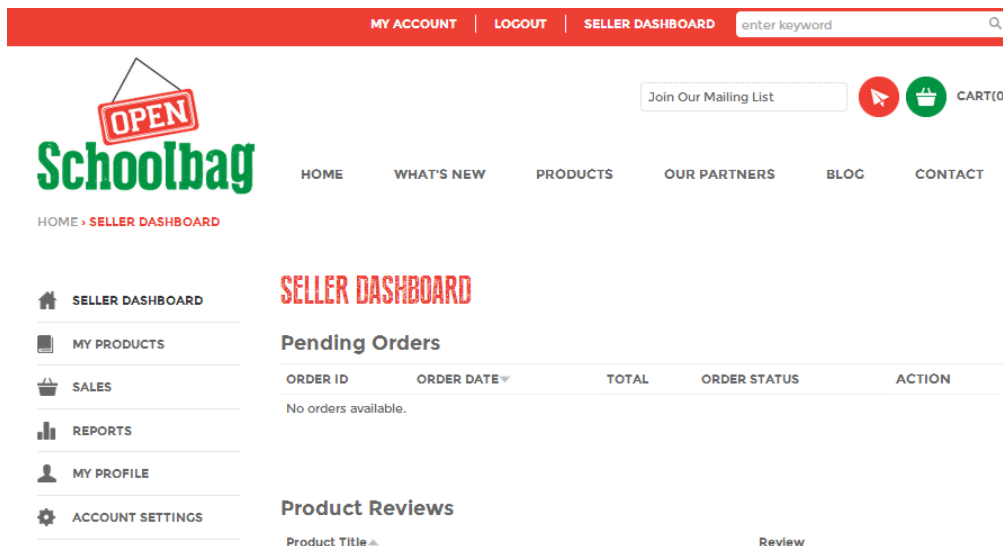 MY ACCOUNT LOGOUT SELLER DASHBOARD enter keyword
OPEN
Schoolbag
Join Our Mailing List
CART(0
HOME WHAT'S NEW PRODUCTS OUR PARTNERS BLOG CONTACT
HOME › SELLER DASHBOARD
SELLER DASHBOARD
MY PRODUCTS
SALES
REPORTS
MY PROFILE
ACCOUNT SETTINGS
SELLER DASHBOARD
Pending Orders
ORDER ID ORDER DATE TOTAL ORDER STATUS ACTION
No orders available.
Product Reviews
Product Title Review